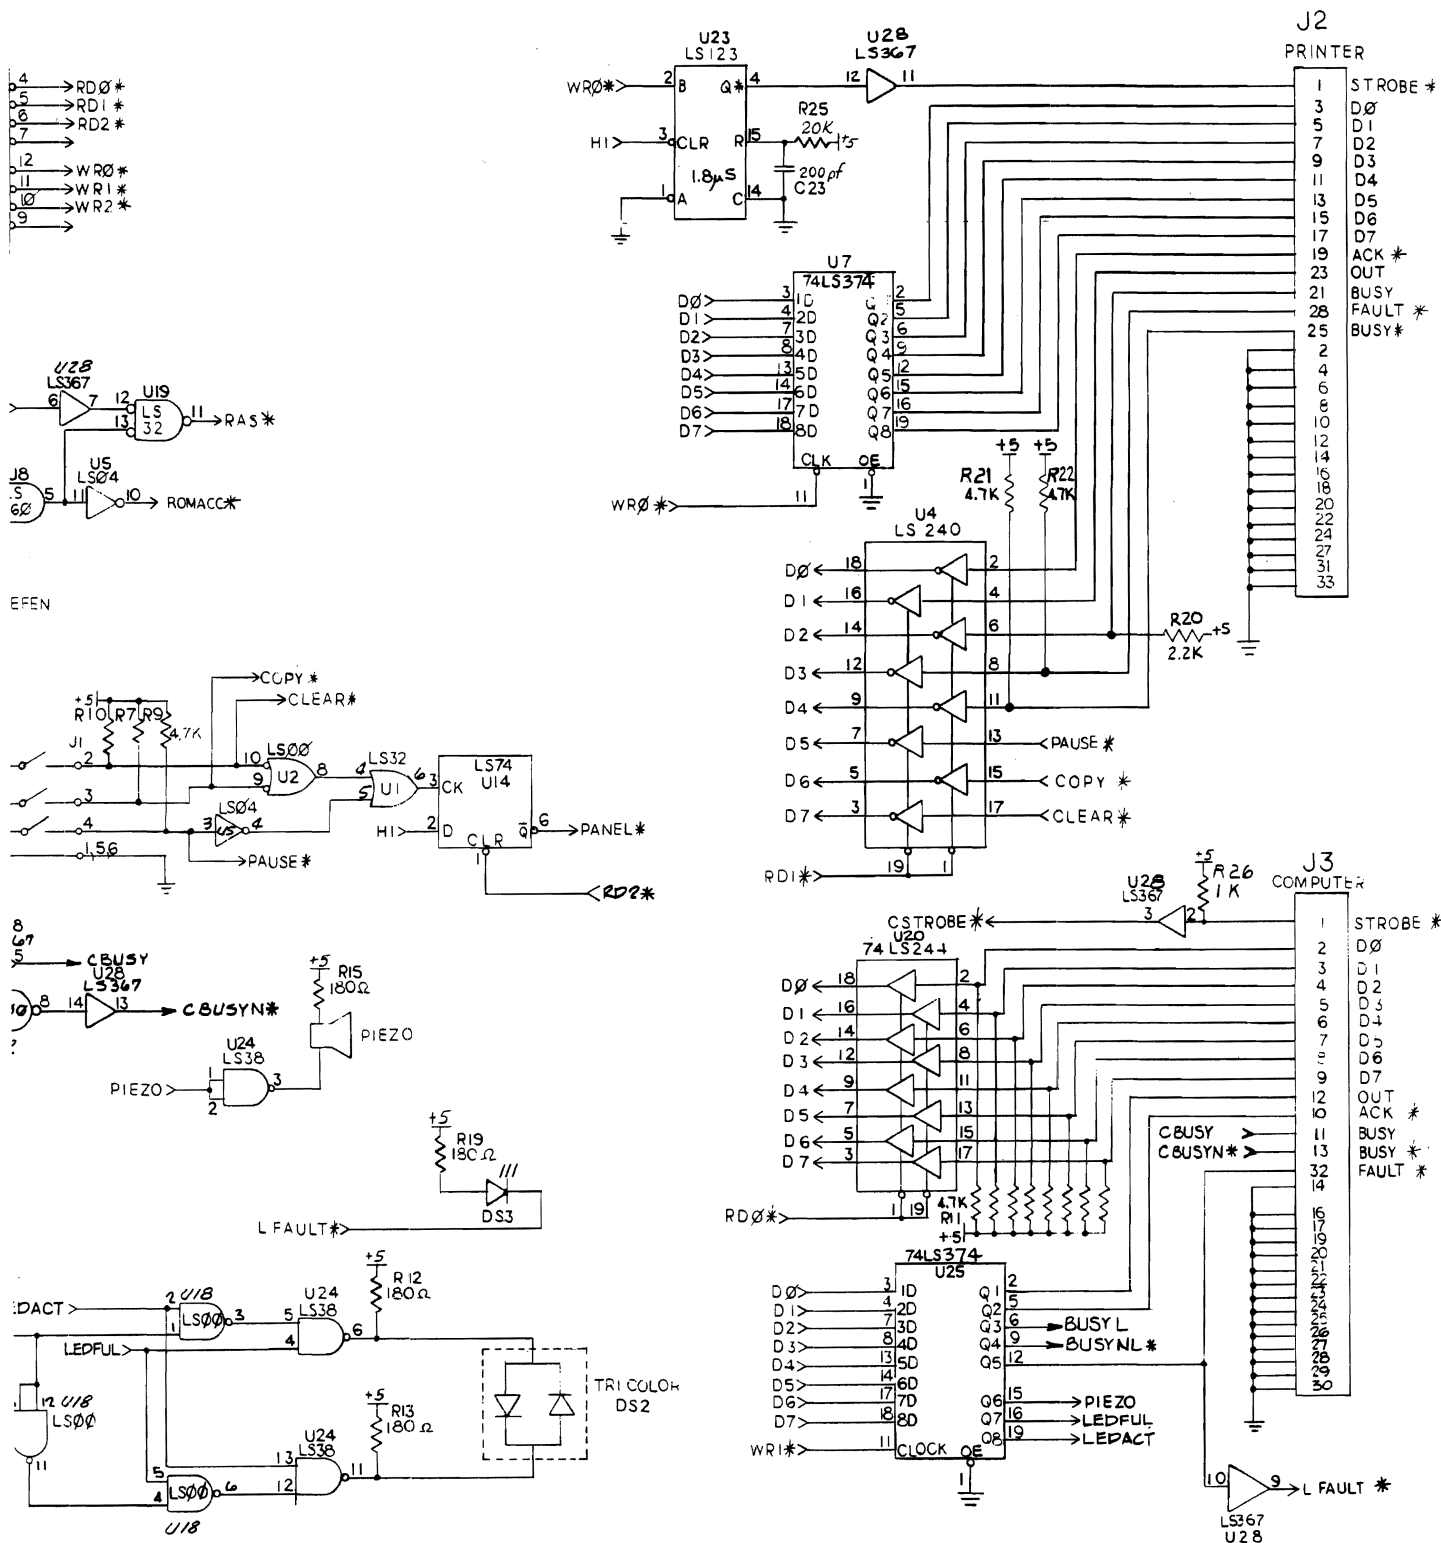 J2
PRINTER
U23
LS123
U28
LS367
WRØ*
2 B Q* 4
12 11
HI
3 CLR R 15
R25
20K
+5
1.8µS
200pf
C23
1 A C 14
1 STROBE*
3 DØ
5 D1
7 D2
9 D3
11 D4
13 D5
15 D6
17 D7
19 ACK*
23 OUT
21 BUSY
28 FAULT*
25 BUSY*
2
4
6
8
10
12
14
16
18
20
22
24
27
31
33
4 RDØ*
5 RD1*
6 RD2*
7
12 WRØ*
11 WR1*
10 WR2*
9
U7
74LS374
DØ 3 1D 2
D1 4 2D Q2 5
D2 7 3D Q3 6
D3 8 4D Q4 9
D4 13 5D Q5 12
D5 14 6D Q6 15
D6 17 7D Q7 16
D7 18 8D Q8 19
CLK OE
WRØ* 11 1
+5 +5
R21
4.7K
R22
4.7K
U28
LS367
6 7 12
13
U19
LS
32
11 RAS*
5
U5
LSØ4
11 10 ROMACC*
EFEN
U4
LS240
DØ 18 2
D1 16 4
D2 14 6
D3 12 8
D4 9 11
D5 7 13 PAUSE*
D6 5 15 COPY*
D7 3 17 CLEAR*
RD1* 19 1
R20
2.2K
+5
COPY*
CLEAR*
+5
R10 R7 R9
4.7K
J1
2
3
4
1,5,6
LSØØ
U2
10
9
8
LS32
U1
4
5
6
LSØ4
U5
3 4
PAUSE*
LS74
U14
3 CK
HI 2 D
CLR
1
Q 6 PANEL*
RD2*
J3
COMPUTER
+5
R26
1K
U28
LS367
CSTROBE* 3 2
1 STROBE*
2 DØ
3 D1
4 D2
5 D3
6 D4
7 D5
8 D6
9 D7
12 OUT
10 ACK*
CBUSY 11 BUSY
CBUSYN* 13 BUSY*
32 FAULT*
14
16
17
19
20
21
22
23
24
25
26
27
28
29
30
U20
74LS244
DØ 18 2
D1 16 4
D2 14 6
D3 12 8
D4 9 11
D5 7 13
D6 5 15
D7 3 17
RDØ* 1 19
4.7K
R11
+5
8
67
5 CBUSY
U28
LS367
8 14 13 CBUSYN*
+5
R15
180Ω
PIEZO
U24
LS38
PIEZO 1
2
3
+5
R19
180Ω
DS3
L FAULT*
74LS374
U25
DØ 3 1D Q1 2
D1 4 2D Q2 5
D2 7 3D Q3 6 BUSYL
D3 8 4D Q4 9 BUSYNL*
D4 13 5D Q5 12
D5 14 6D
D6 17 7D Q6 15 PIEZO
D7 18 8D Q7 16 LEDFUL
Q8 19 LEDACT
WR1* 11 CLOCK OE
1
10 9 L FAULT*
LS367
U28
EDACT
2
1
U18
LSØØ
3 5
4
LEDFUL
U24
LS38
6
+5
R12
180Ω
TRICOLOR
DS2
12 U18
LSØØ
11
+5
R13
180Ω
U24
LS38
13
12
11
5
4
LSØØ
6
U18